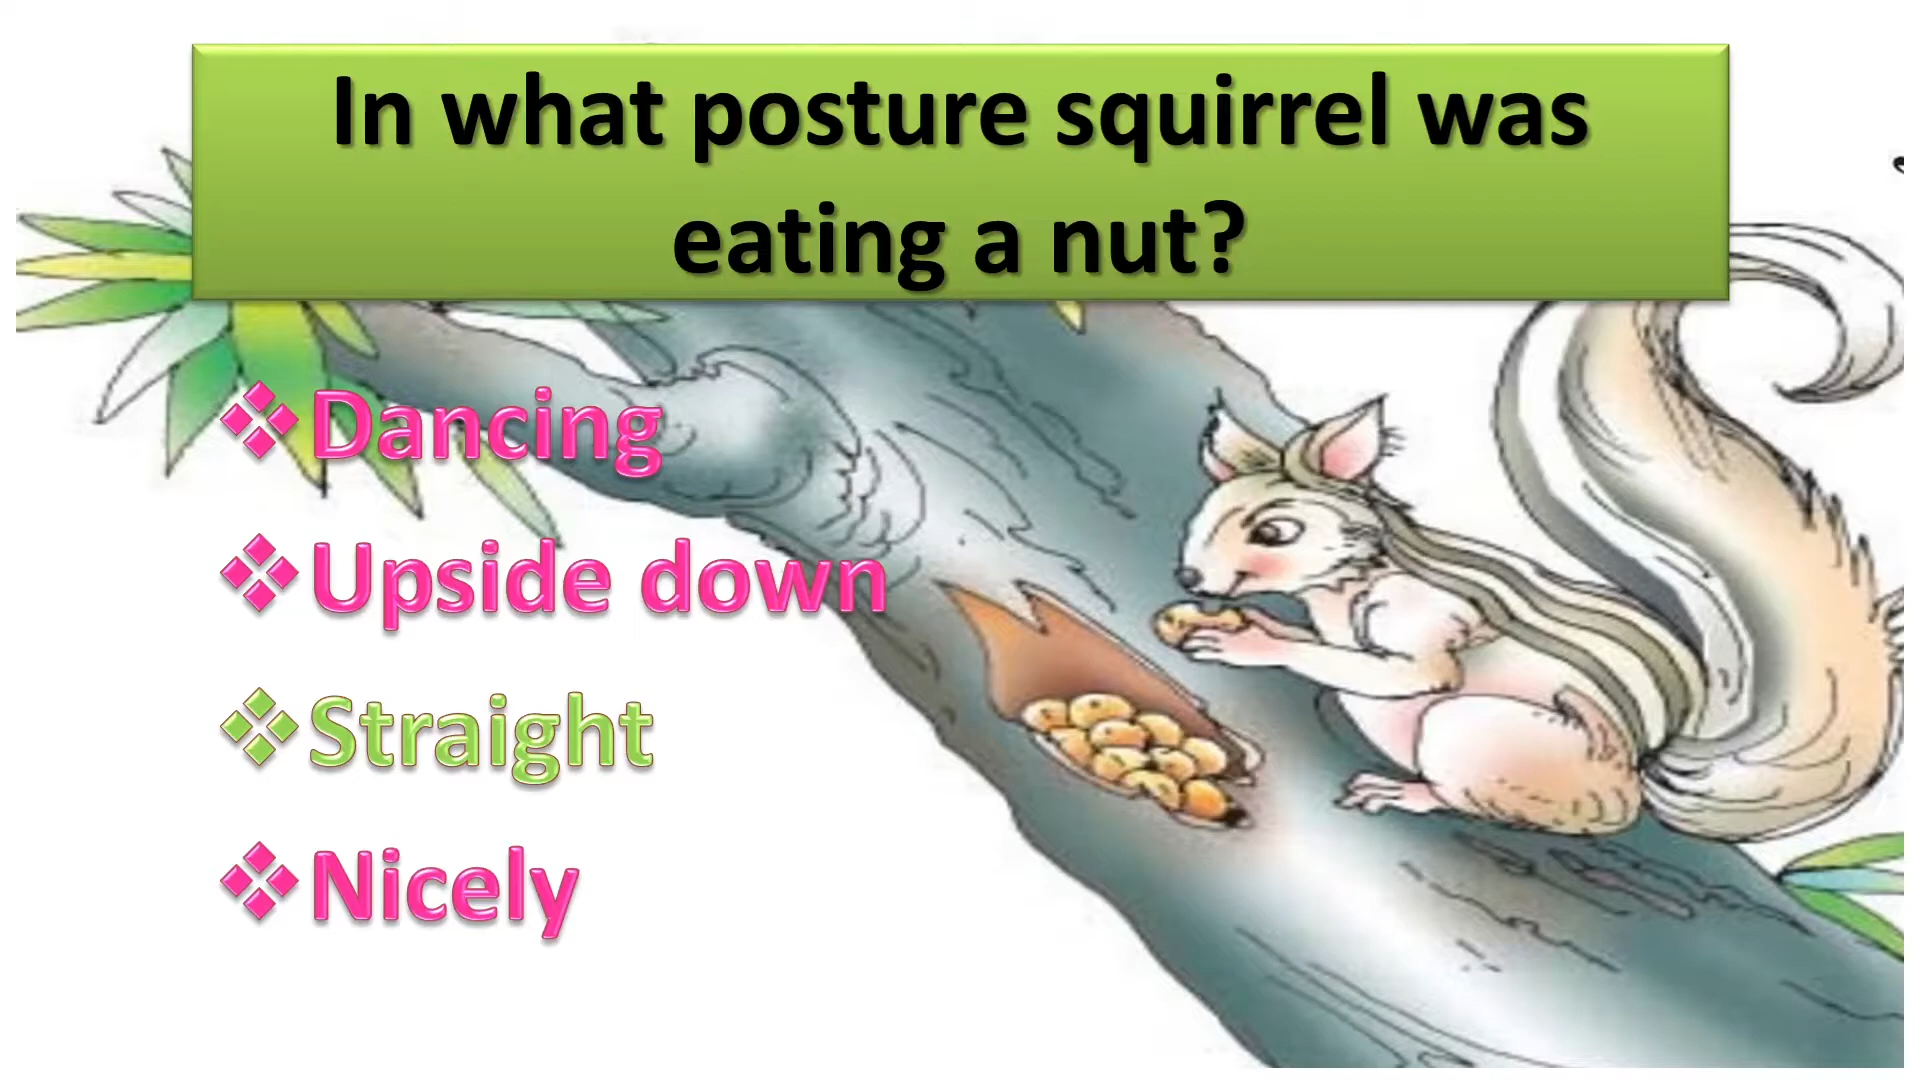 In what posture squirrel was
eating a nut?
Dancing
Upside down
Straight
Nicely